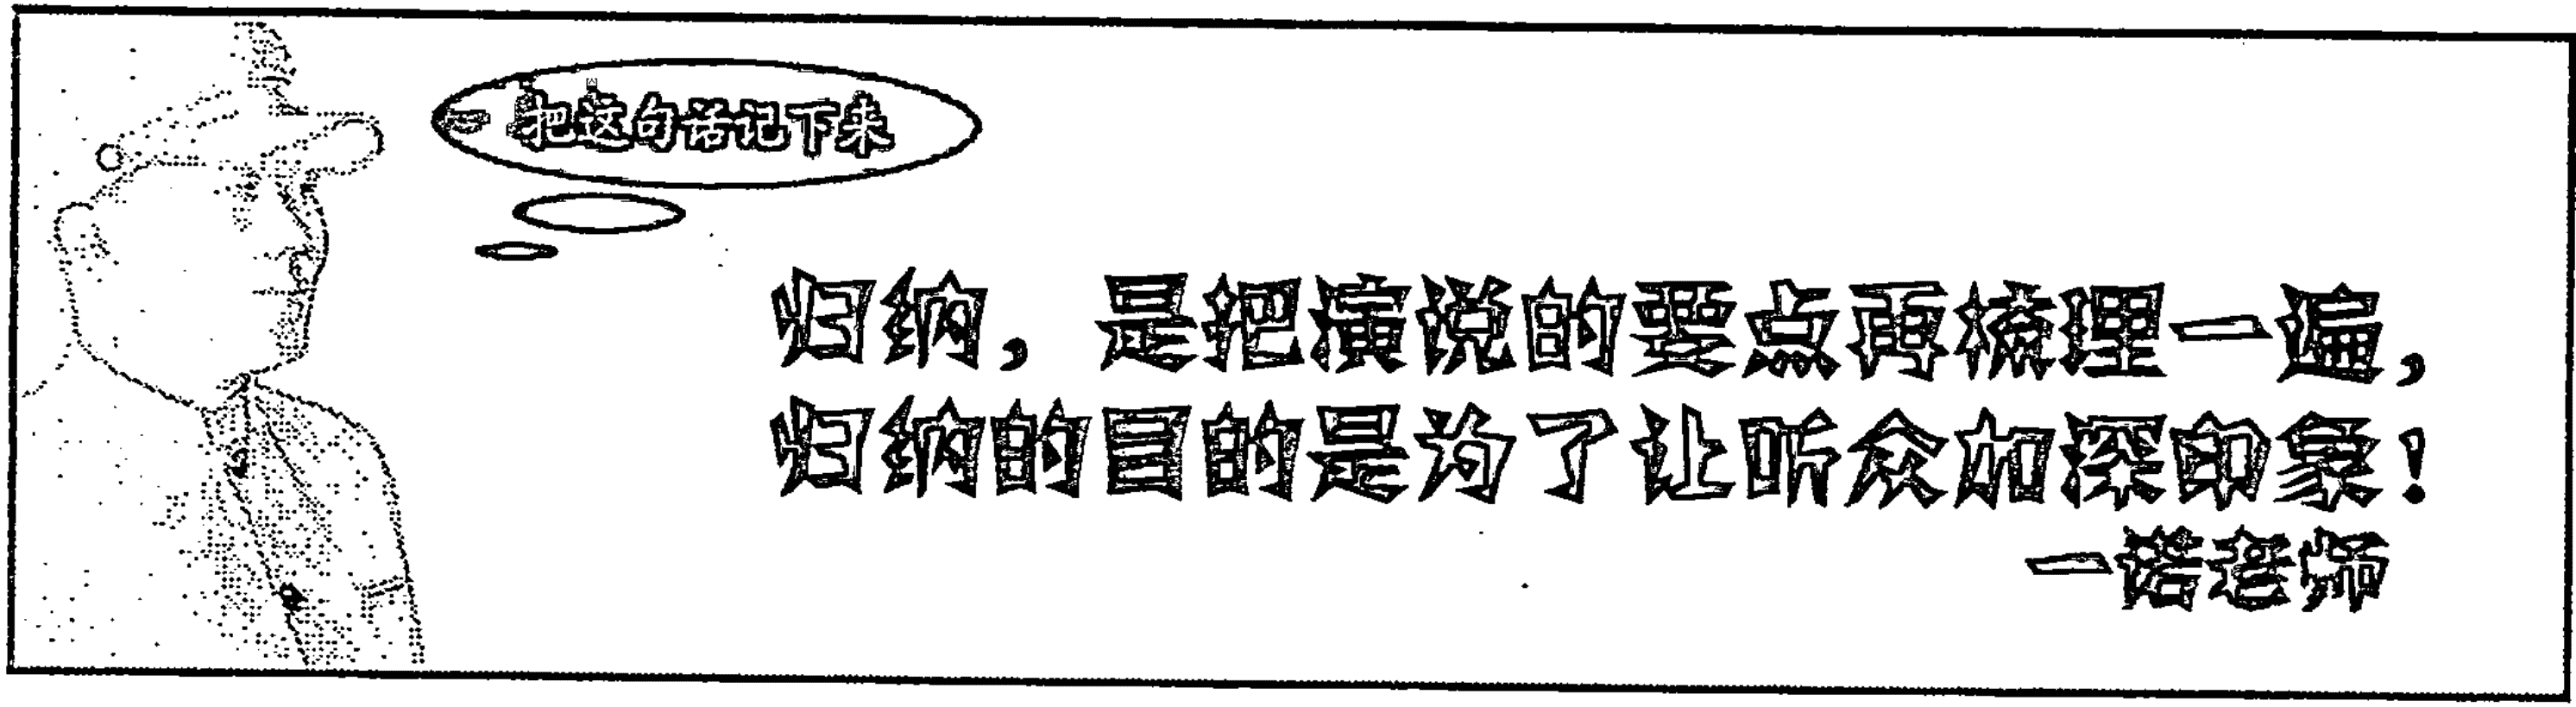 把这句话记下来
归纳，是把演说的要点再梳理一遍，
归纳的目的是为了让听众加深印象！
一诺老师